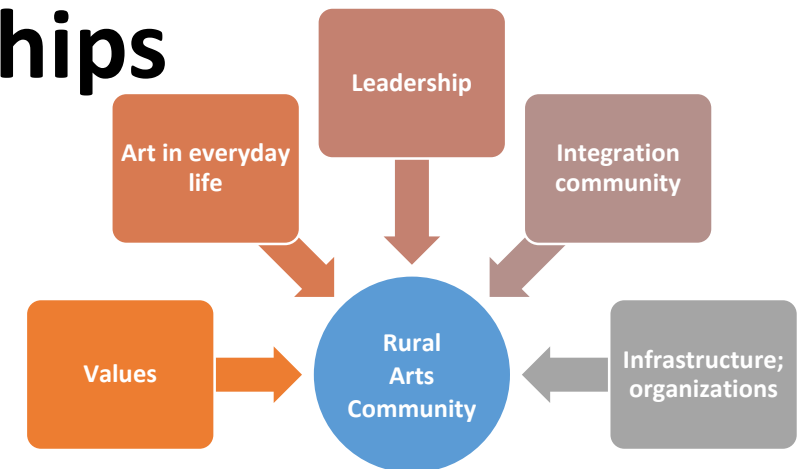 hips
Leadership
Art in everyday
life
Integration
community
Values
Rural
Arts
Community
Infrastructure;
organizations